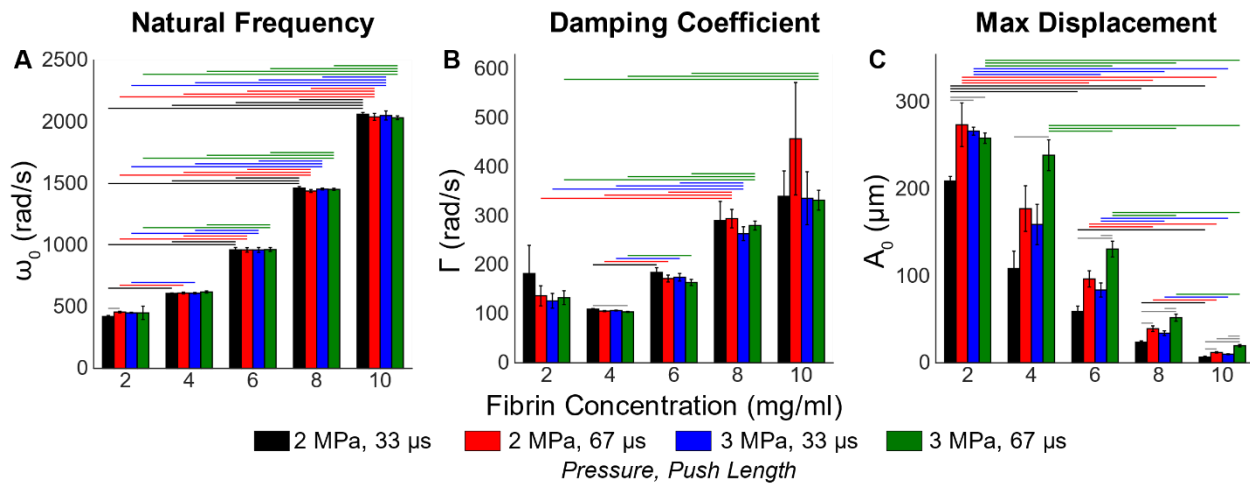 Natural Frequency
Damping Coefficient
Max Displacement
A
2500
2000
1500
1000
500
0
ω0 (rad/s)
2 4 6 8 10
B
600
500
400
300
200
100
0
Γ (rad/s)
2 4 6 8 10
C
300
200
100
0
A0 (µm)
2 4 6 8 10
Fibrin Concentration (mg/ml)
2 MPa, 33 µs 2 MPa, 67 µs 3 MPa, 33 µs 3 MPa, 67 µs
Pressure, Push Length